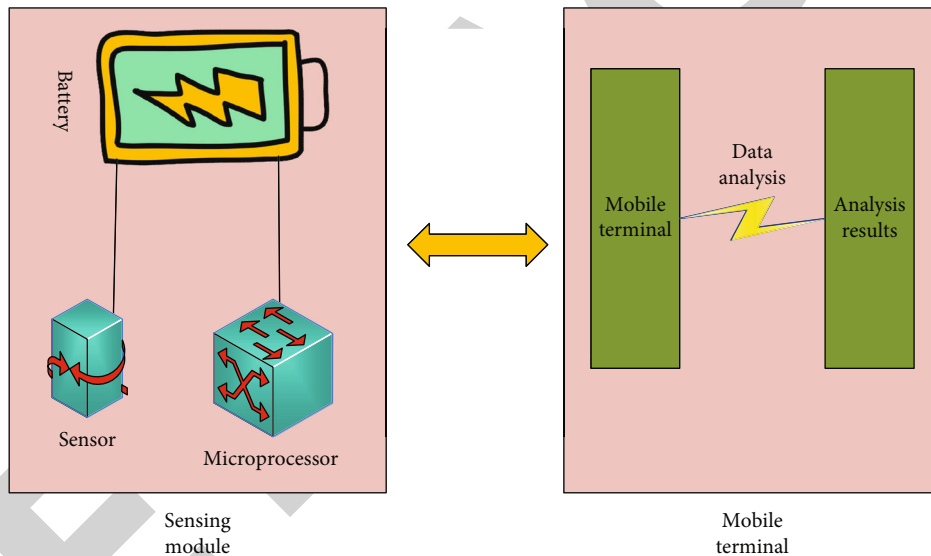 Battery
Sensor
Microprocessor
Sensing
module
Data
analysis
Mobile
terminal
Analysis
results
Mobile
terminal